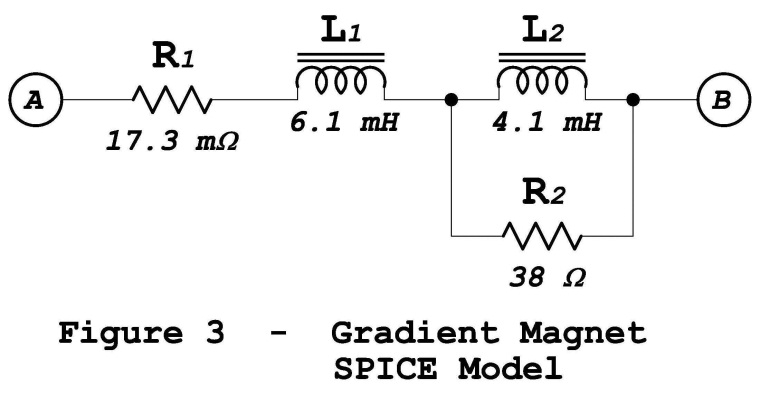 L1
L2
R1
A
B
6.1 mH
4.1 mH
17.3 mΩ
R2
38 Ω
Figure 3 - Gradient Magnet
SPICE Model